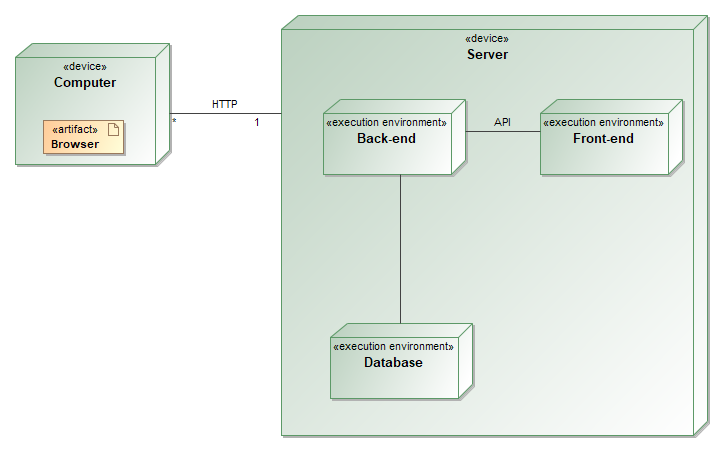 «device»
Computer
«artifact»
Browser
HTTP
*
1
«device»
Server
«execution environment»
Back-end
API
«execution environment»
Front-end
«execution environment»
Database